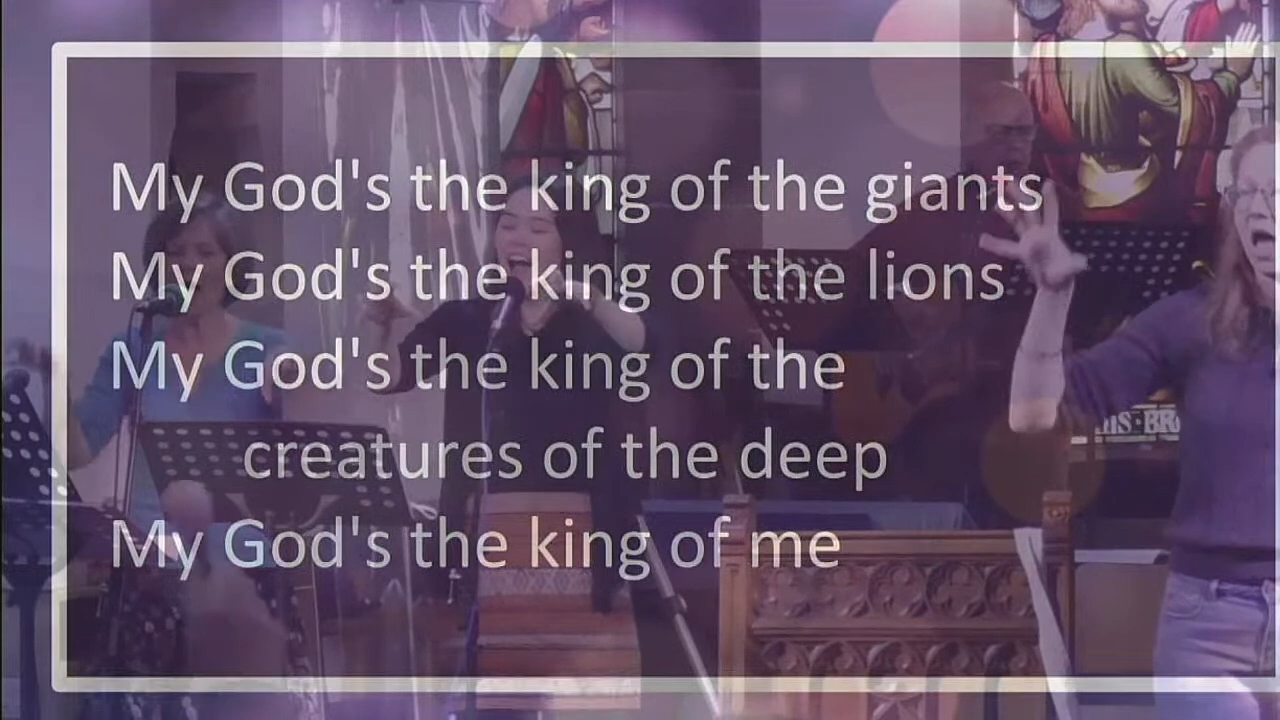 My God's the king of the giants
My God's the king of the lions
My God's the king of the
creatures of the deep
My God's the king of me